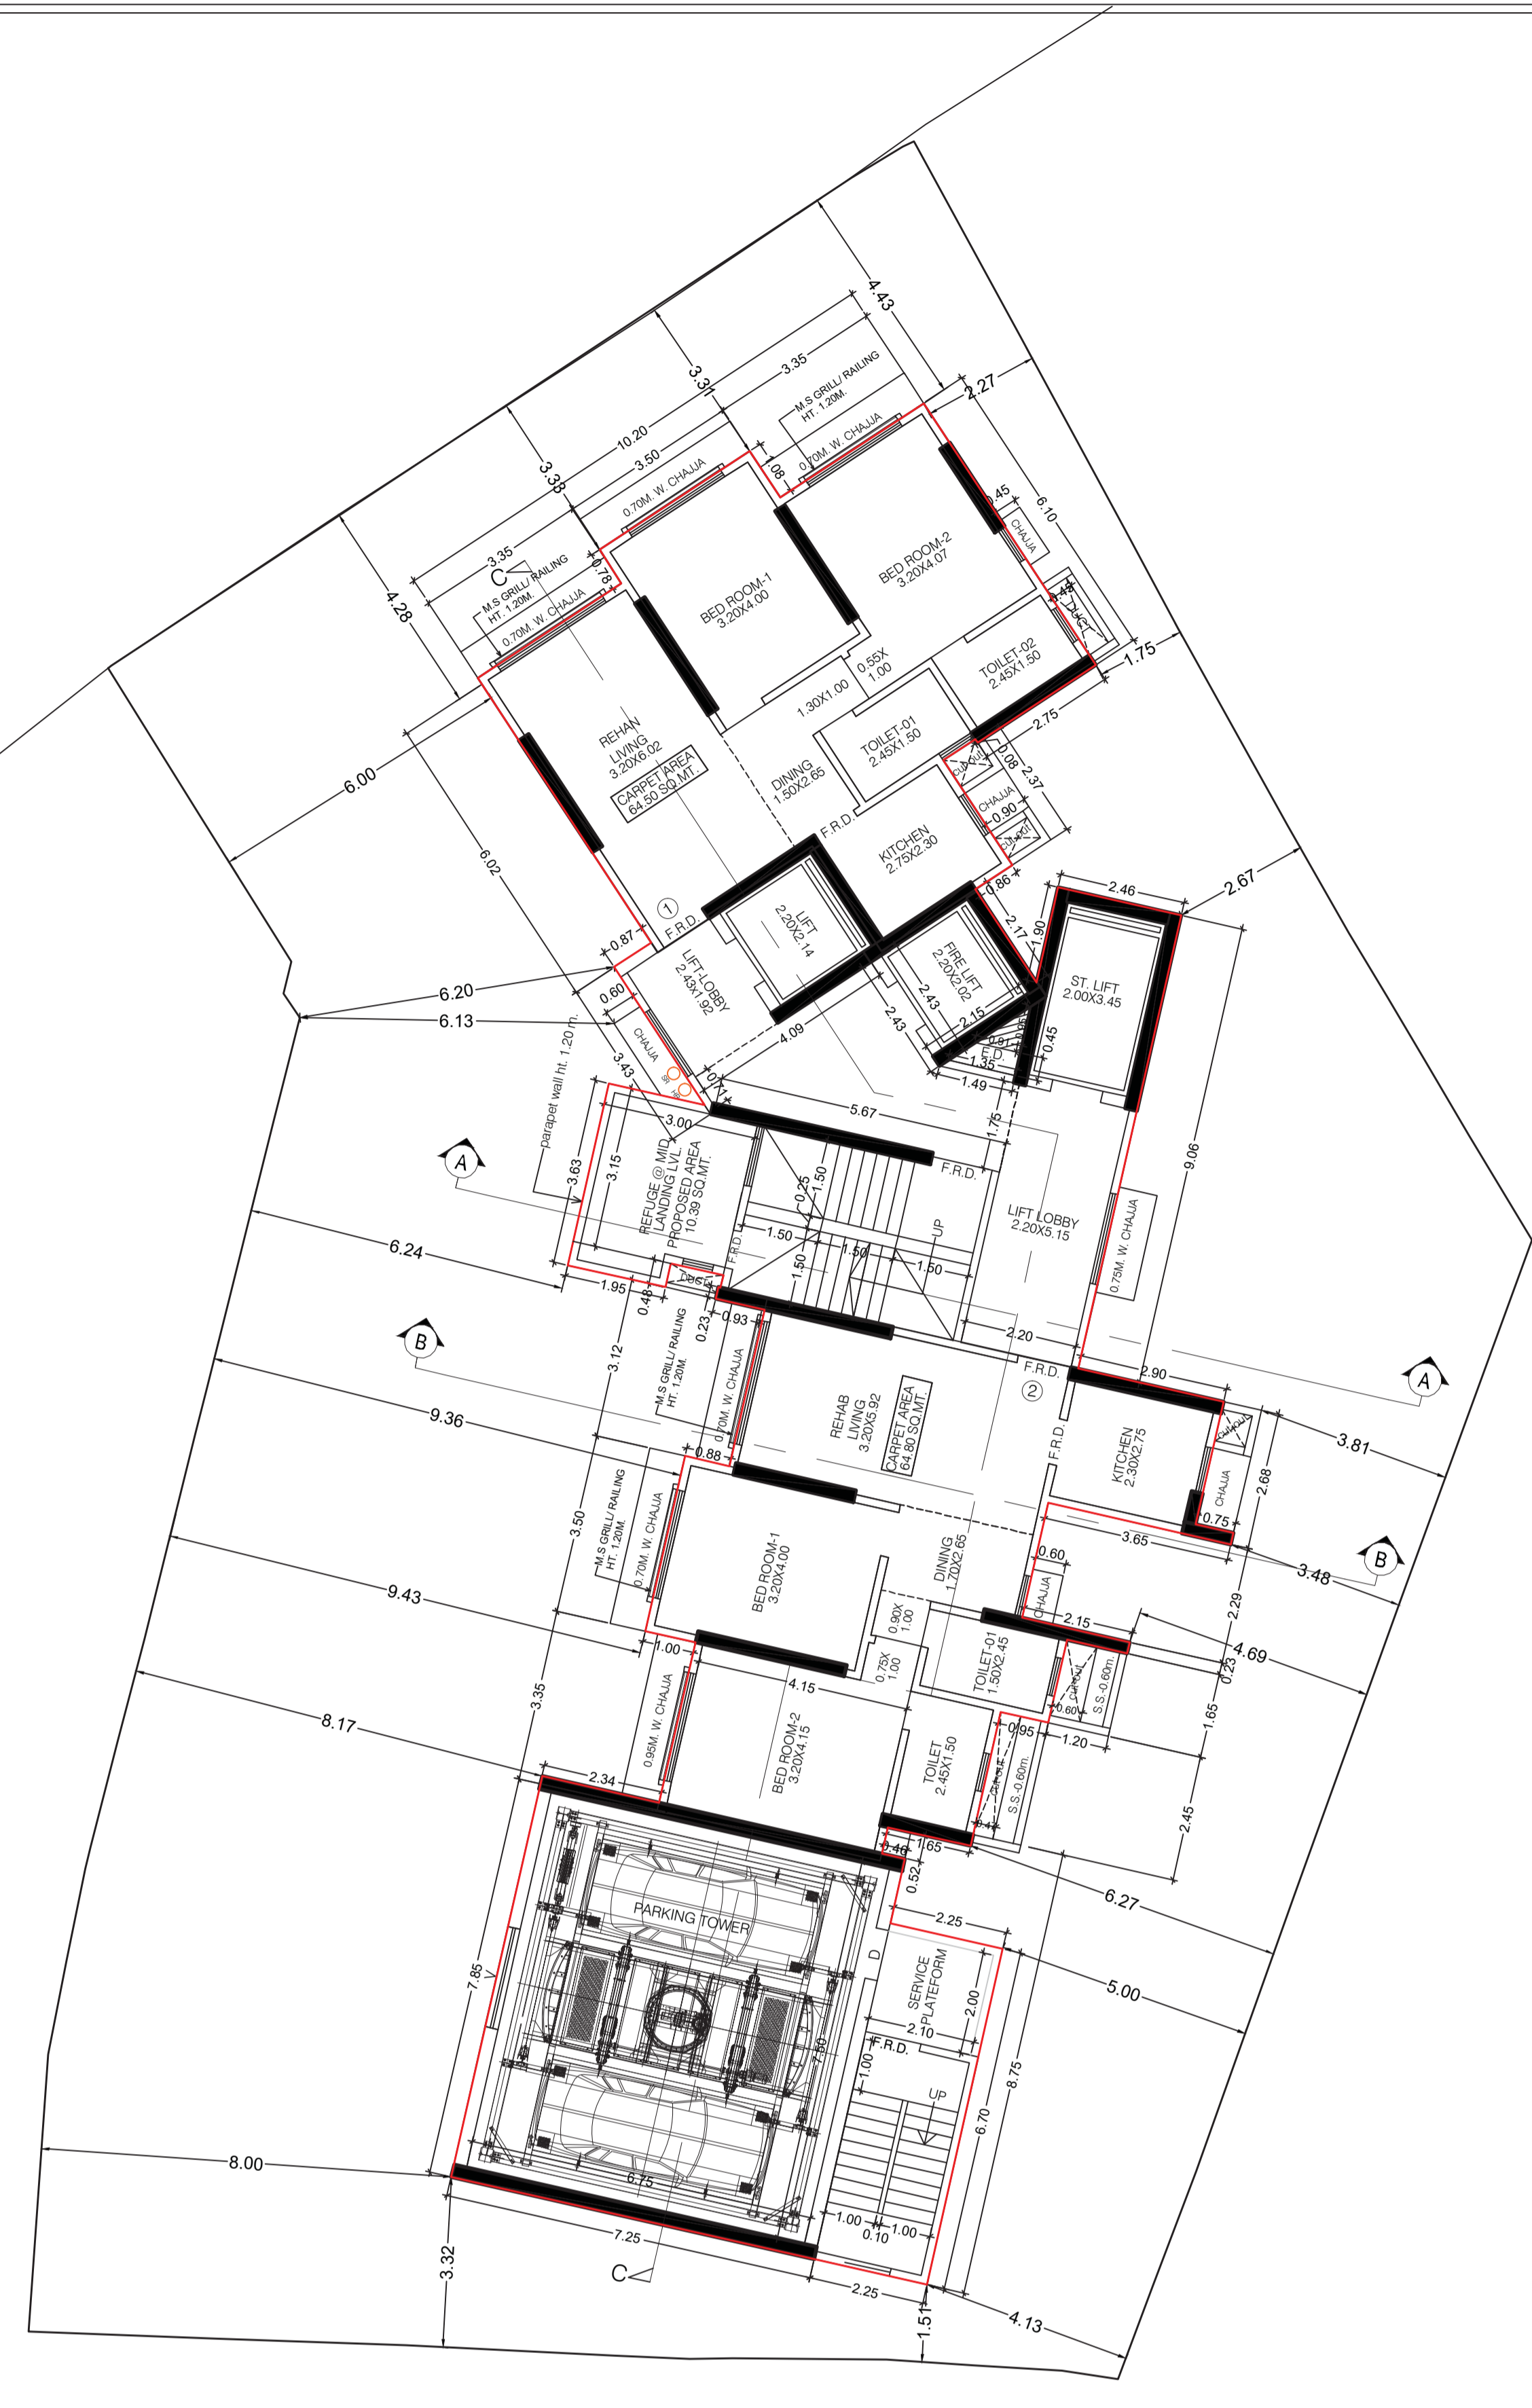 4.43
3.31
3.35
10.20
3.50
3.33
3.35
4.28
M.S GRILL/ RAILING
HT. 1.20M.
0.70M. W. CHAJJA
2.27
1.08
0.70M. W. CHAJJA
C
M.S GRILL/ RAILING
HT. 1.20M.
0.70M. W. CHAJJA
0.78
0.45
CHAJJA
6.10
BED ROOM-2
3.20X4.07
BED ROOM-1
3.20X4.00
DUCT
1.75
TOILET-02
2.45X1.50
0.55X
1.00
1.30X1.00
TOILET-01
2.45X1.50
2.75
0.08
2.37
cut out
CHAJJA
0.90
cut out
REHAN
LIVING
3.20X6.02
CARPET AREA
64.50 SQ.MT.
DINING
1.50X2.65
F.R.D.
KITCHEN
2.75X2.30
6.00
6.02
0.86
2.17
1.90
2.46
2.67
1
F.R.D.
LIFT
2.20X2.14
FIRE LIFT
2.20X2.02
ST. LIFT
2.00X3.45
0.87
LIFT-LOBBY
2.43x1.92
0.60
6.20
6.13
2.43
2.43
2.15
4.09
0.45
1.35
1.49
CHAJJA
3.43
0.71
5.67
1.75
9.06
parapet wall ht. 1.20 m.
3.00
3.63
3.15
REFUGE @ MID
LANDING LVL.
PROPOSED AREA
10.39 SQ.MT.
A
F.R.D.
0.25
1.50
1.50
1.50
1.50
1.50
UP
F.R.D.
LIFT LOBBY
2.20X5.15
0.75M. W. CHAJJA
6.24
1.95
0.48
DUCT
0.23
0.93
2.20
3.12
B
M.S GRILL/ RAILING
HT. 1.20M.
0.70M. W. CHAJJA
F.R.D.
2
2.90
A
REHAB
LIVING
3.20X5.92
CARPET AREA
64.80 SQ.MT.
F.R.D.
KITCHEN
2.30X2.75
cut out
CHAJJA
3.81
2.68
9.36
0.88
0.75
3.65
B
3.48
M.S GRILL/ RAILING
HT. 1.20M.
0.70M. W. CHAJJA
3.50
BED ROOM-1
3.20X4.00
DINING
1.70X2.65
0.60
CHAJJA
2.15
2.29
9.43
0.90X
1.00
0.75X
1.00
TOILET-01
1.50X2.45
4.69
0.23
1.00
4.15
cut out
S.S.-0.60m.
0.60
1.65
0.95
1.20
3.35
0.95M. W. CHAJJA
BED ROOM-2
3.20X4.15
TOILET
2.45X1.50
cut out
S.S.-0.60m.
8.17
2.34
2.45
1.65
0.46
0.52
6.27
PARKING TOWER
2.25
D
SERVICE
PLATEFORM
2.00
5.00
7.85
2.10
F.R.D.
7.50
1.00
8.75
UP
6.70
8.00
6.75
1.00
1.00
0.10
7.25
C
3.32
2.25
1.51
4.13